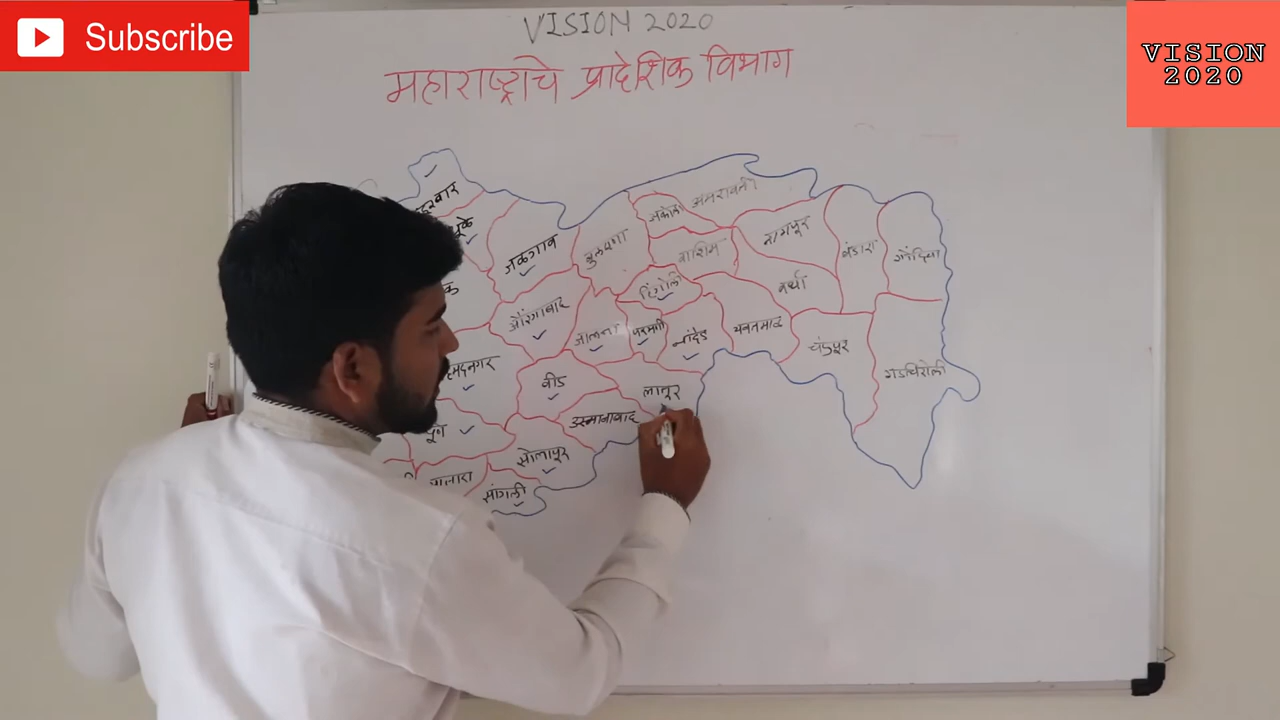 Subscribe
VISION 2020
VISION
2020
महाराष्ट्राचे प्रादेशिक विभाग
अमरावती
अकोला
नागपूर
भंडारा
गोंदिया
जळगाव
बुलढाणा
वाशिम
हिंगोली
वर्धा
औरंगाबाद
जालना
परभणी
नांदेड
यवतमाळ
चंद्रपूर
गडचिरोली
बीड
लातूर
उस्मानाबाद
पूणे
सोलापूर
सातारा
सांगली